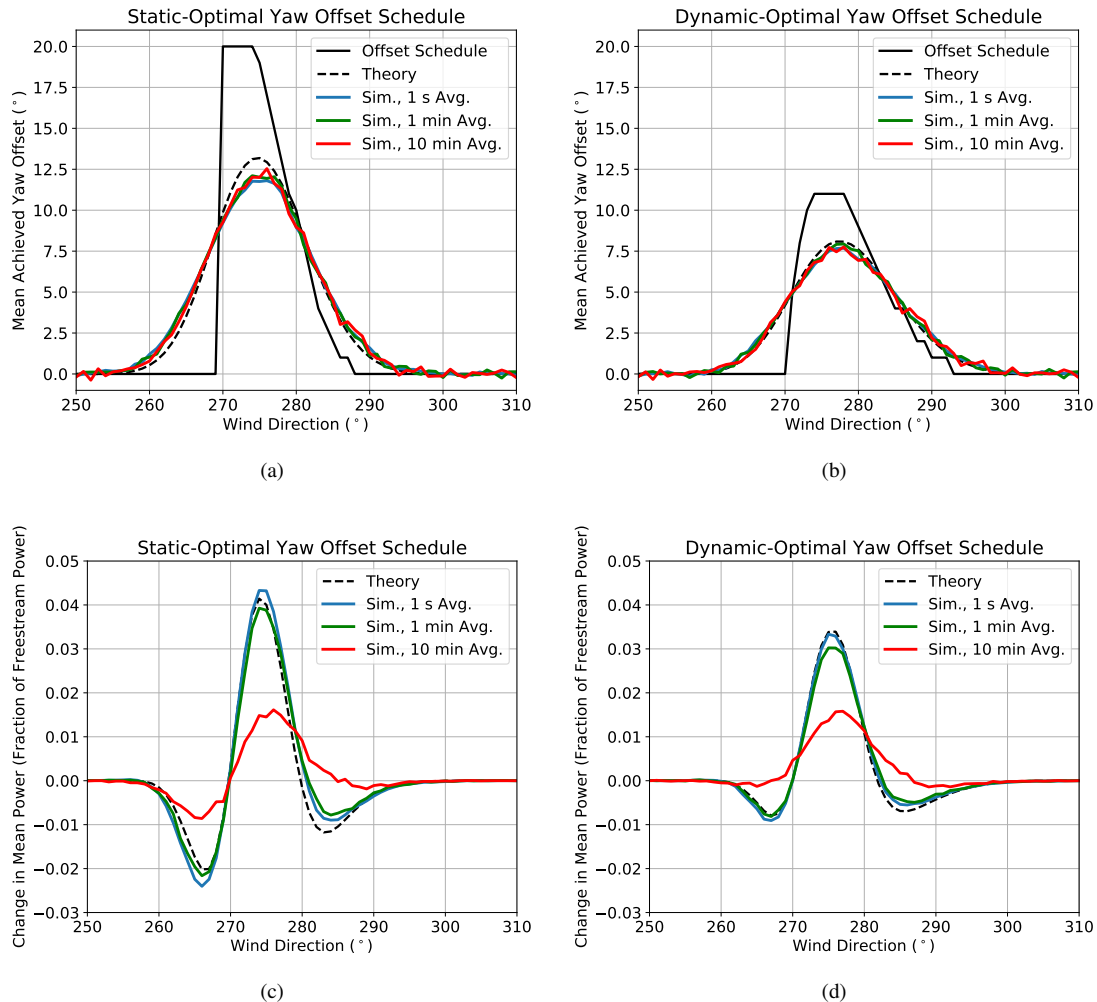 Static-Optimal Yaw Offset Schedule
Mean Achieved Yaw Offset (°)
20.0
17.5
15.0
12.5
10.0
7.5
5.0
2.5
0.0
Offset Schedule
Theory
Sim., 1 s Avg.
Sim., 1 min Avg.
Sim., 10 min Avg.
250 260 270 280 290 300 310
Wind Direction (°)
(a)
Dynamic-Optimal Yaw Offset Schedule
Mean Achieved Yaw Offset (°)
20.0
17.5
15.0
12.5
10.0
7.5
5.0
2.5
0.0
Offset Schedule
Theory
Sim., 1 s Avg.
Sim., 1 min Avg.
Sim., 10 min Avg.
250 260 270 280 290 300 310
Wind Direction (°)
(b)
Static-Optimal Yaw Offset Schedule
Change in Mean Power (Fraction of Freestream Power)
0.05
0.04
0.03
0.02
0.01
0.00
−0.01
−0.02
−0.03
Theory
Sim., 1 s Avg.
Sim., 1 min Avg.
Sim., 10 min Avg.
250 260 270 280 290 300 310
Wind Direction (°)
(c)
Dynamic-Optimal Yaw Offset Schedule
Change in Mean Power (Fraction of Freestream Power)
0.05
0.04
0.03
0.02
0.01
0.00
−0.01
−0.02
−0.03
Theory
Sim., 1 s Avg.
Sim., 1 min Avg.
Sim., 10 min Avg.
250 260 270 280 290 300 310
Wind Direction (°)
(d)